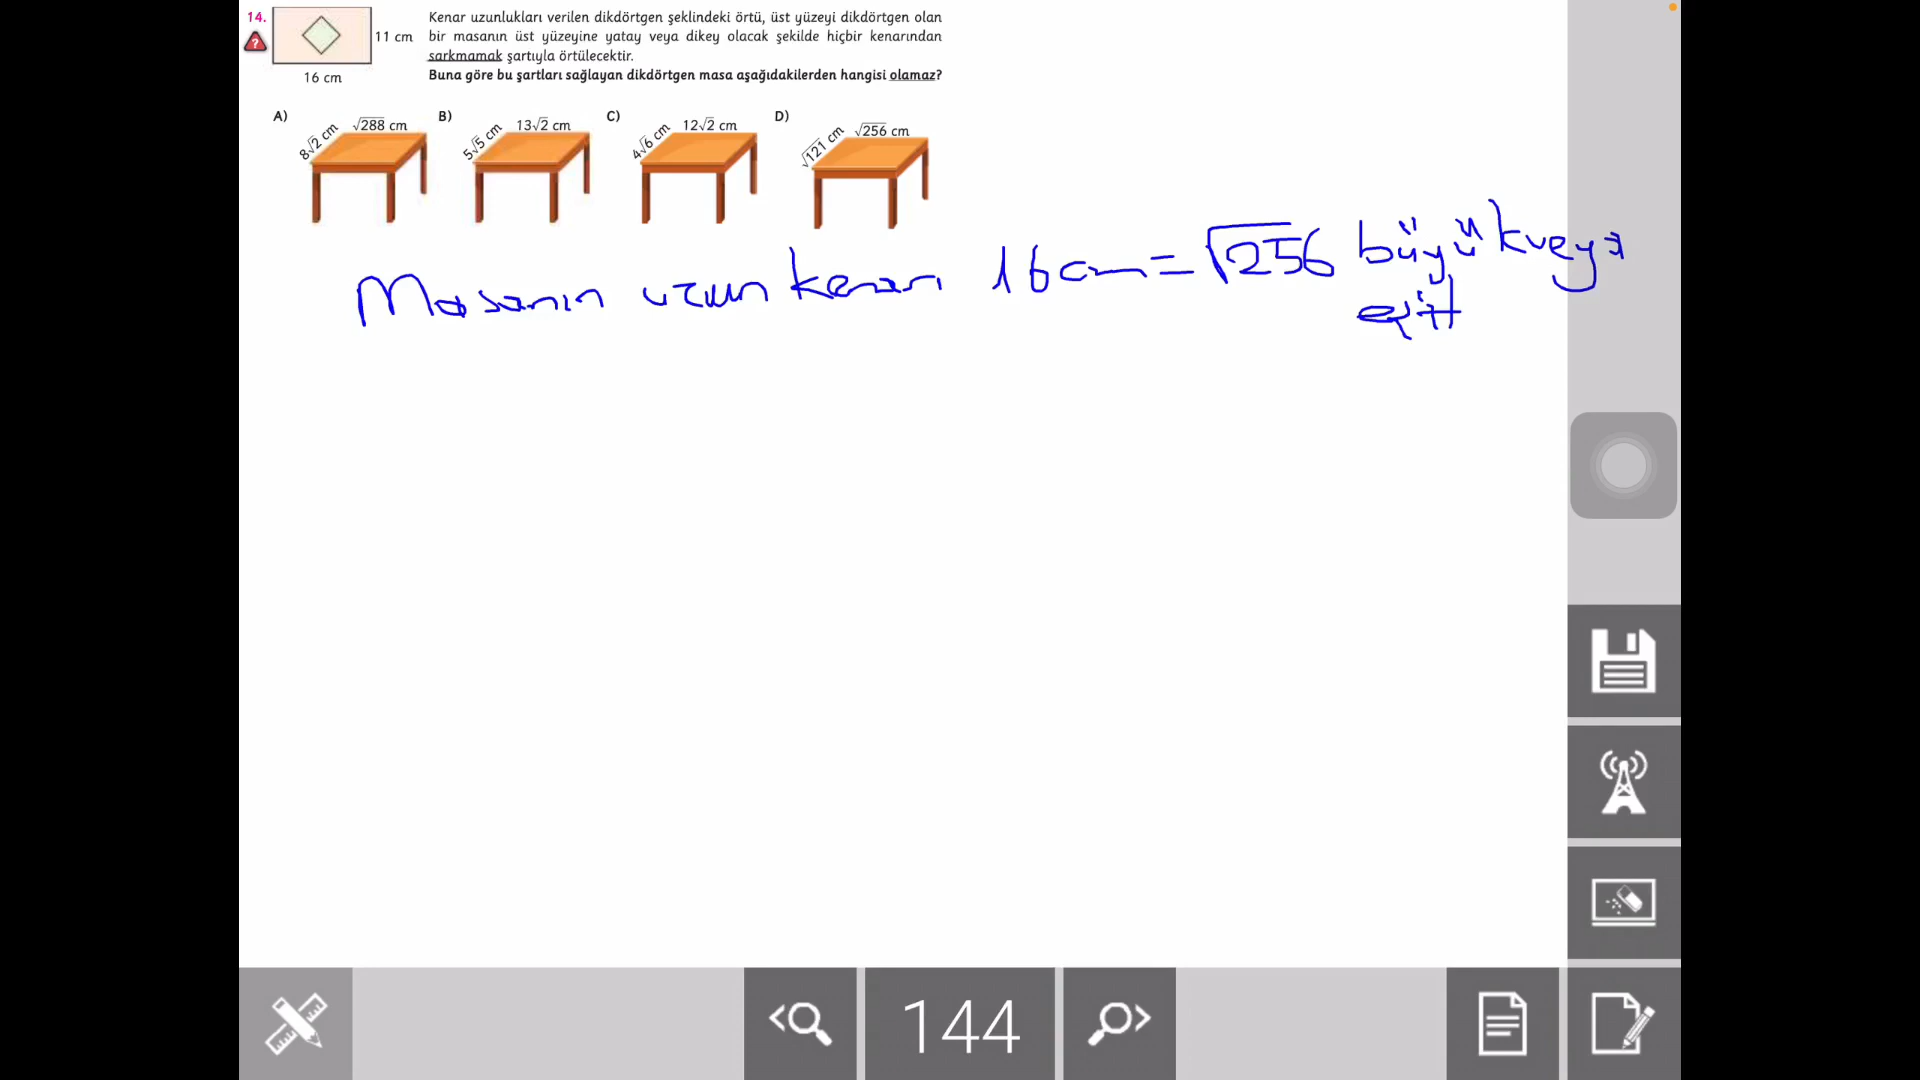 14.
11 cm
16 cm
Kenar uzunlukları verilen dikdörtgen şeklindeki örtü, üst yüzeyi dikdörtgen olan
bir masanın üst yüzeyine yatay veya dikey olacak şekilde hiçbir kenarından
sarkmamak şartıyla örtülecektir.
Buna göre bu şartları sağlayan dikdörtgen masa aşağıdakilerden hangisi olamaz?
A)
8√2 cm
√288 cm
B)
5√5 cm
13√2 cm
C)
4√6 cm
12√2 cm
D)
√121 cm
√256 cm
Masanın uzun kenarı 16 cm = √256 büyük veya
eşit
144